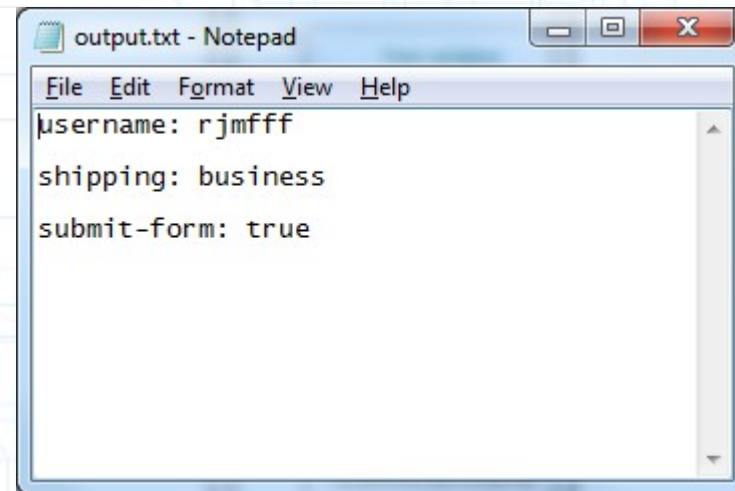 output.txt - Notepad
File Edit Format View Help
username: rjmfff
shipping: business
submit-form: true